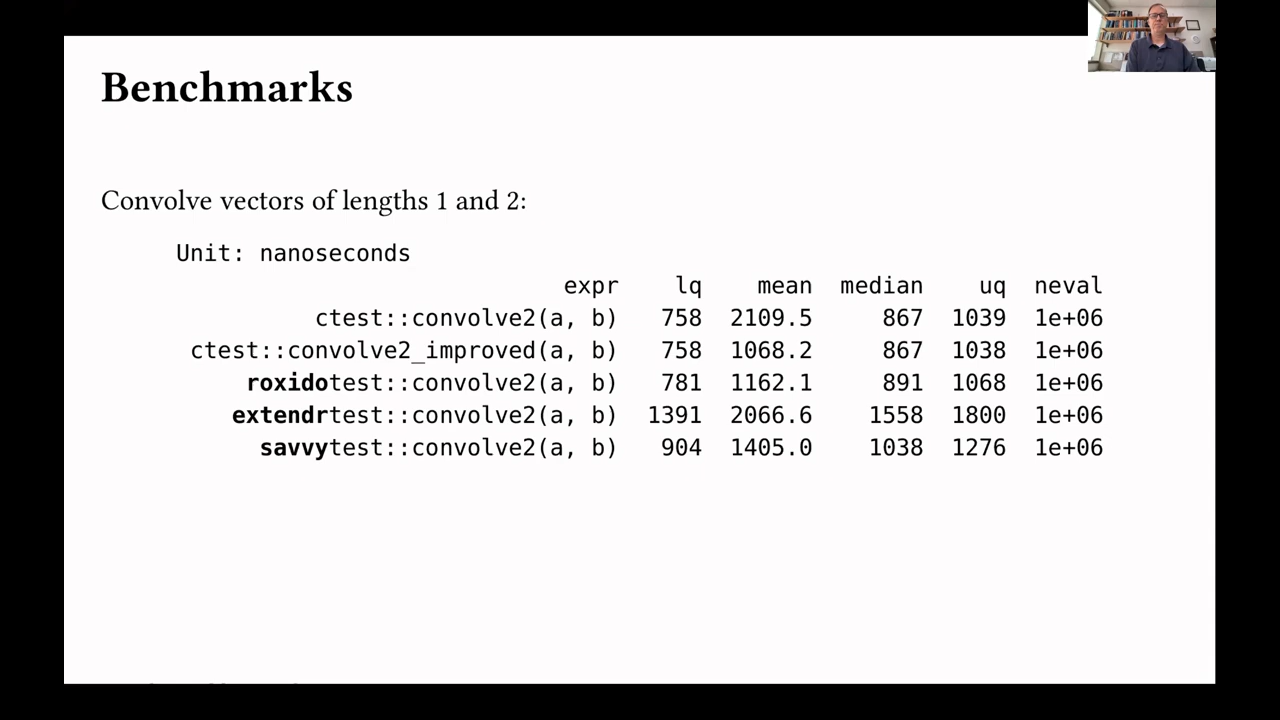 Benchmarks
Convolve vectors of lengths 1 and 2:
Unit: nanoseconds
expr lq mean median uq neval
ctest::convolve2(a, b) 758 2109.5 867 1039 1e+06
ctest::convolve2_improved(a, b) 758 1068.2 867 1038 1e+06
roxidotest::convolve2(a, b) 781 1162.1 891 1068 1e+06
extendrtest::convolve2(a, b) 1391 2066.6 1558 1800 1e+06
savvytest::convolve2(a, b) 904 1405.0 1038 1276 1e+06